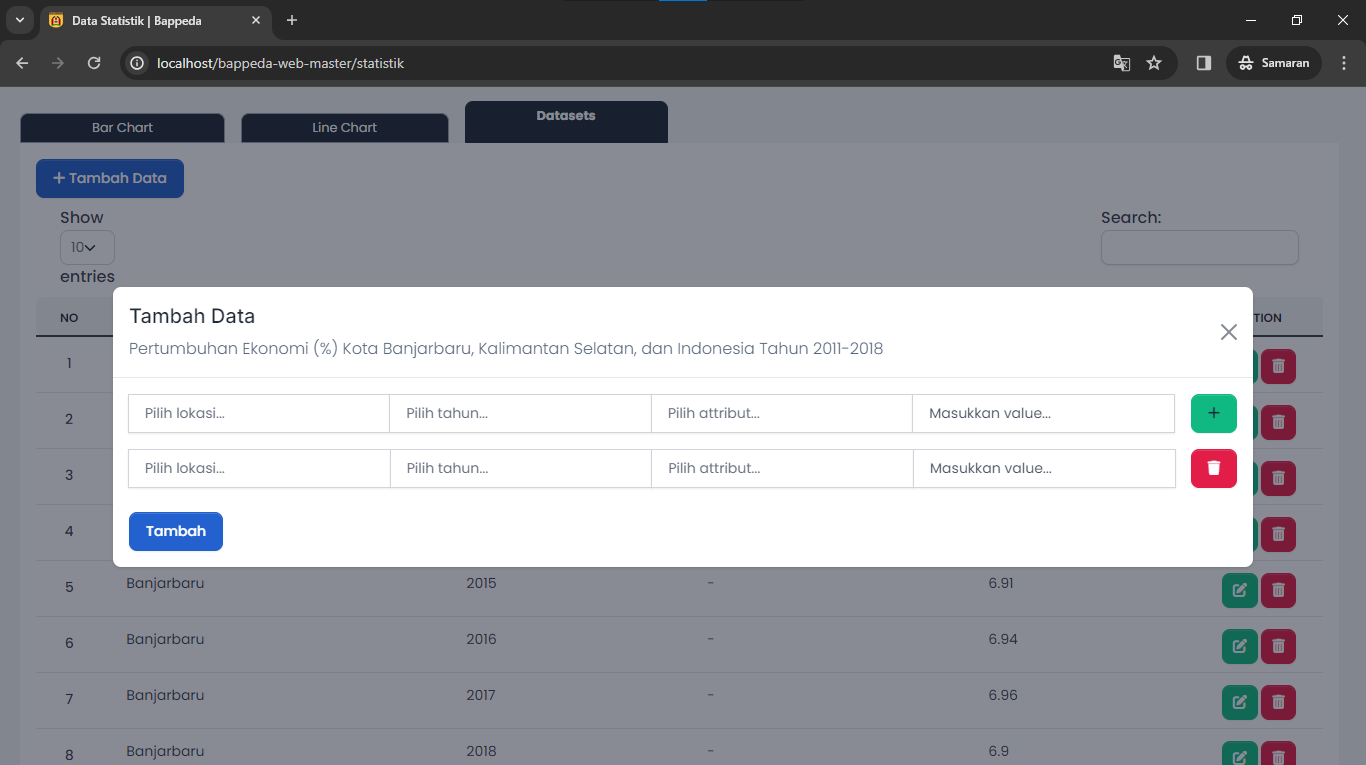 Data Statistik | Bappeda
localhost/bappeda-web-master/statistik
Samaran
Bar Chart
Line Chart
Datasets
+ Tambah Data
Show
10
entries
Search:
NO
TION
1
2
3
4
Tambah Data
Pertumbuhan Ekonomi (%) Kota Banjarbaru, Kalimantan Selatan, dan Indonesia Tahun 2011-2018
Pilih lokasi... Pilih tahun... Pilih attribut... Masukkan value... +
Pilih lokasi... Pilih tahun... Pilih attribut... Masukkan value...
Tambah
5 Banjarbaru 2015 - 6.91
6 Banjarbaru 2016 - 6.94
7 Banjarbaru 2017 - 6.96
8 Banjarbaru 2018 - 6.9